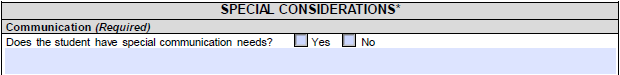 SPECIAL CONSIDERATIONS*
Communication (Required)
Does the student have special communication needs? Yes No